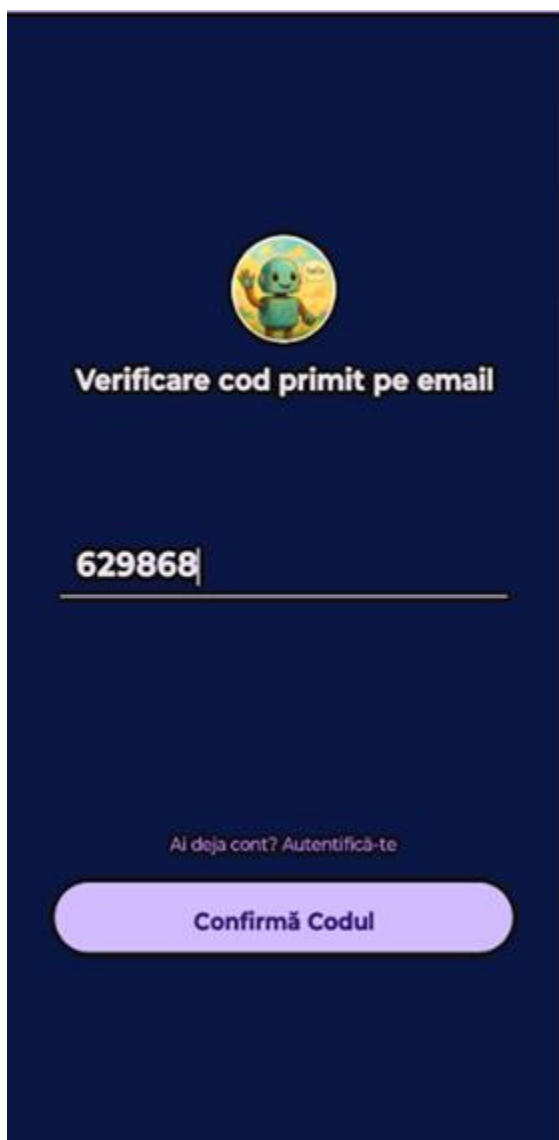 Verificare cod primit pe email
629868
Ai deja cont? Autentifică-te
Confirmă Codul